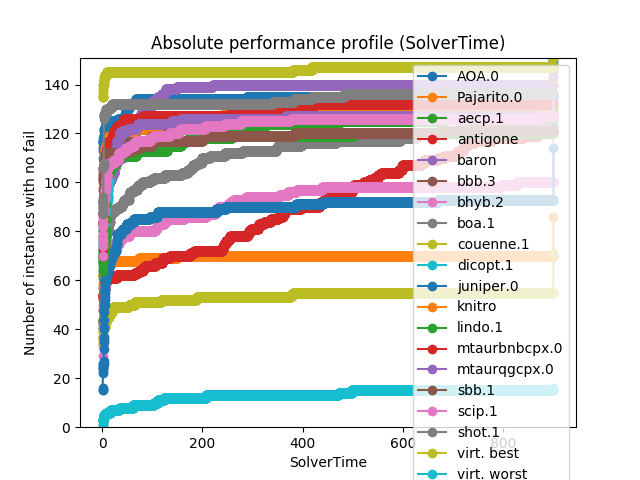 Absolute performance profile (SolverTime)
Number of instances with no fail
140
120
100
80
60
40
20
0
0 200 400 600 800
SolverTime
AOA.0
Pajarito.0
aecp.1
antigone
baron
bbb.3
bhyb.2
boa.1
couenne.1
dicopt.1
juniper.0
knitro
lindo.1
mtaurbnbcpx.0
mtaurqgcpx.0
sbb.1
scip.1
shot.1
virt. best
virt. worst